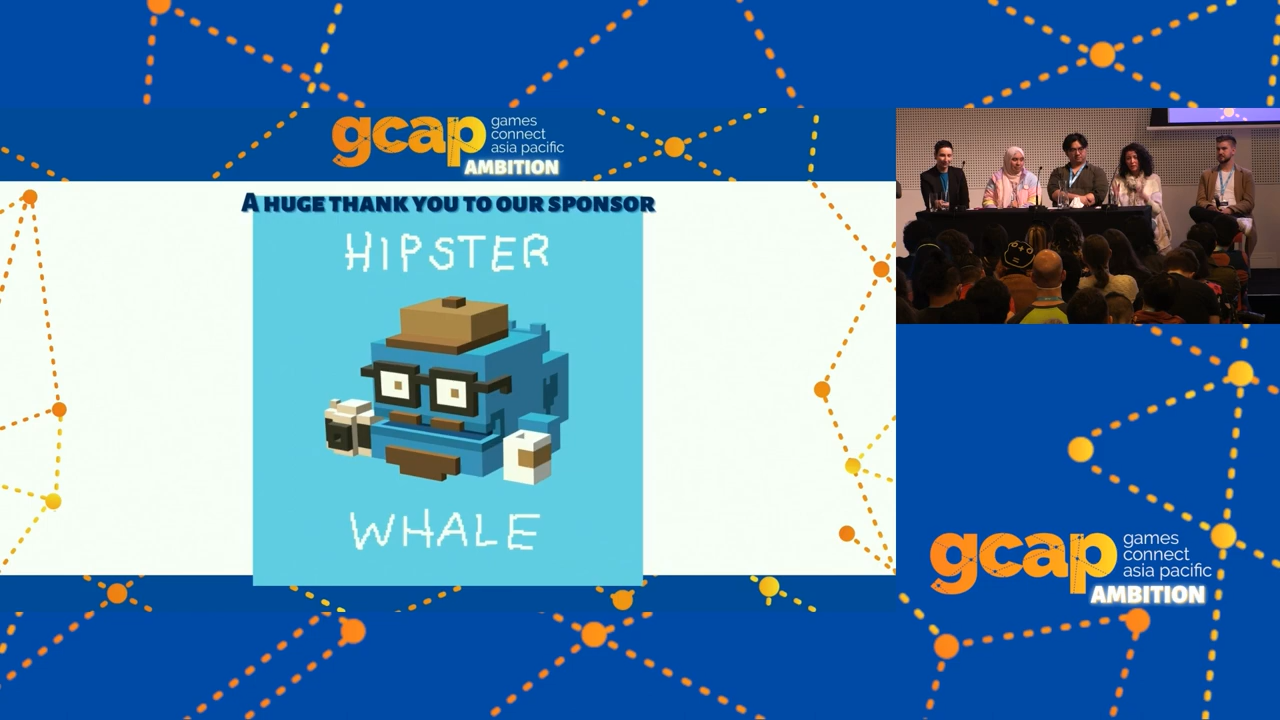 gcap
games
connect
asia pacific
AMBITION
A HUGE THANK YOU TO OUR SPONSOR
HIPSTER
WHALE
gcap
games
connect
asia pacific
AMBITION